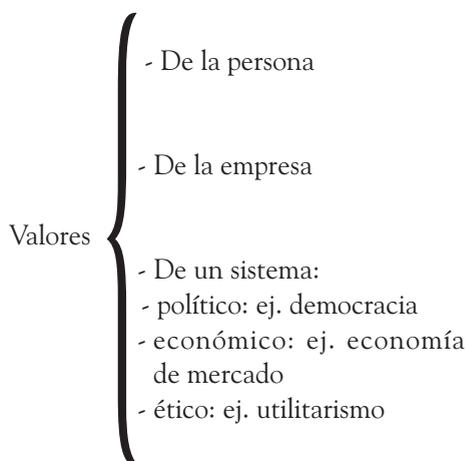 - De la persona
- De la empresa
Valores
- De un sistema:
- político: ej. democracia
- económico: ej. economía
de mercado
- ético: ej. utilitarismo